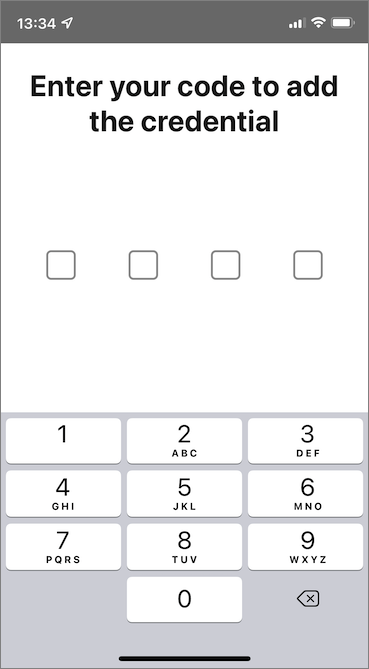 13:34
Enter your code to add
the credential
1
2
ABC
3
DEF
4
GHI
5
JKL
6
MNO
7
PQRS
8
TUV
9
WXYZ
0